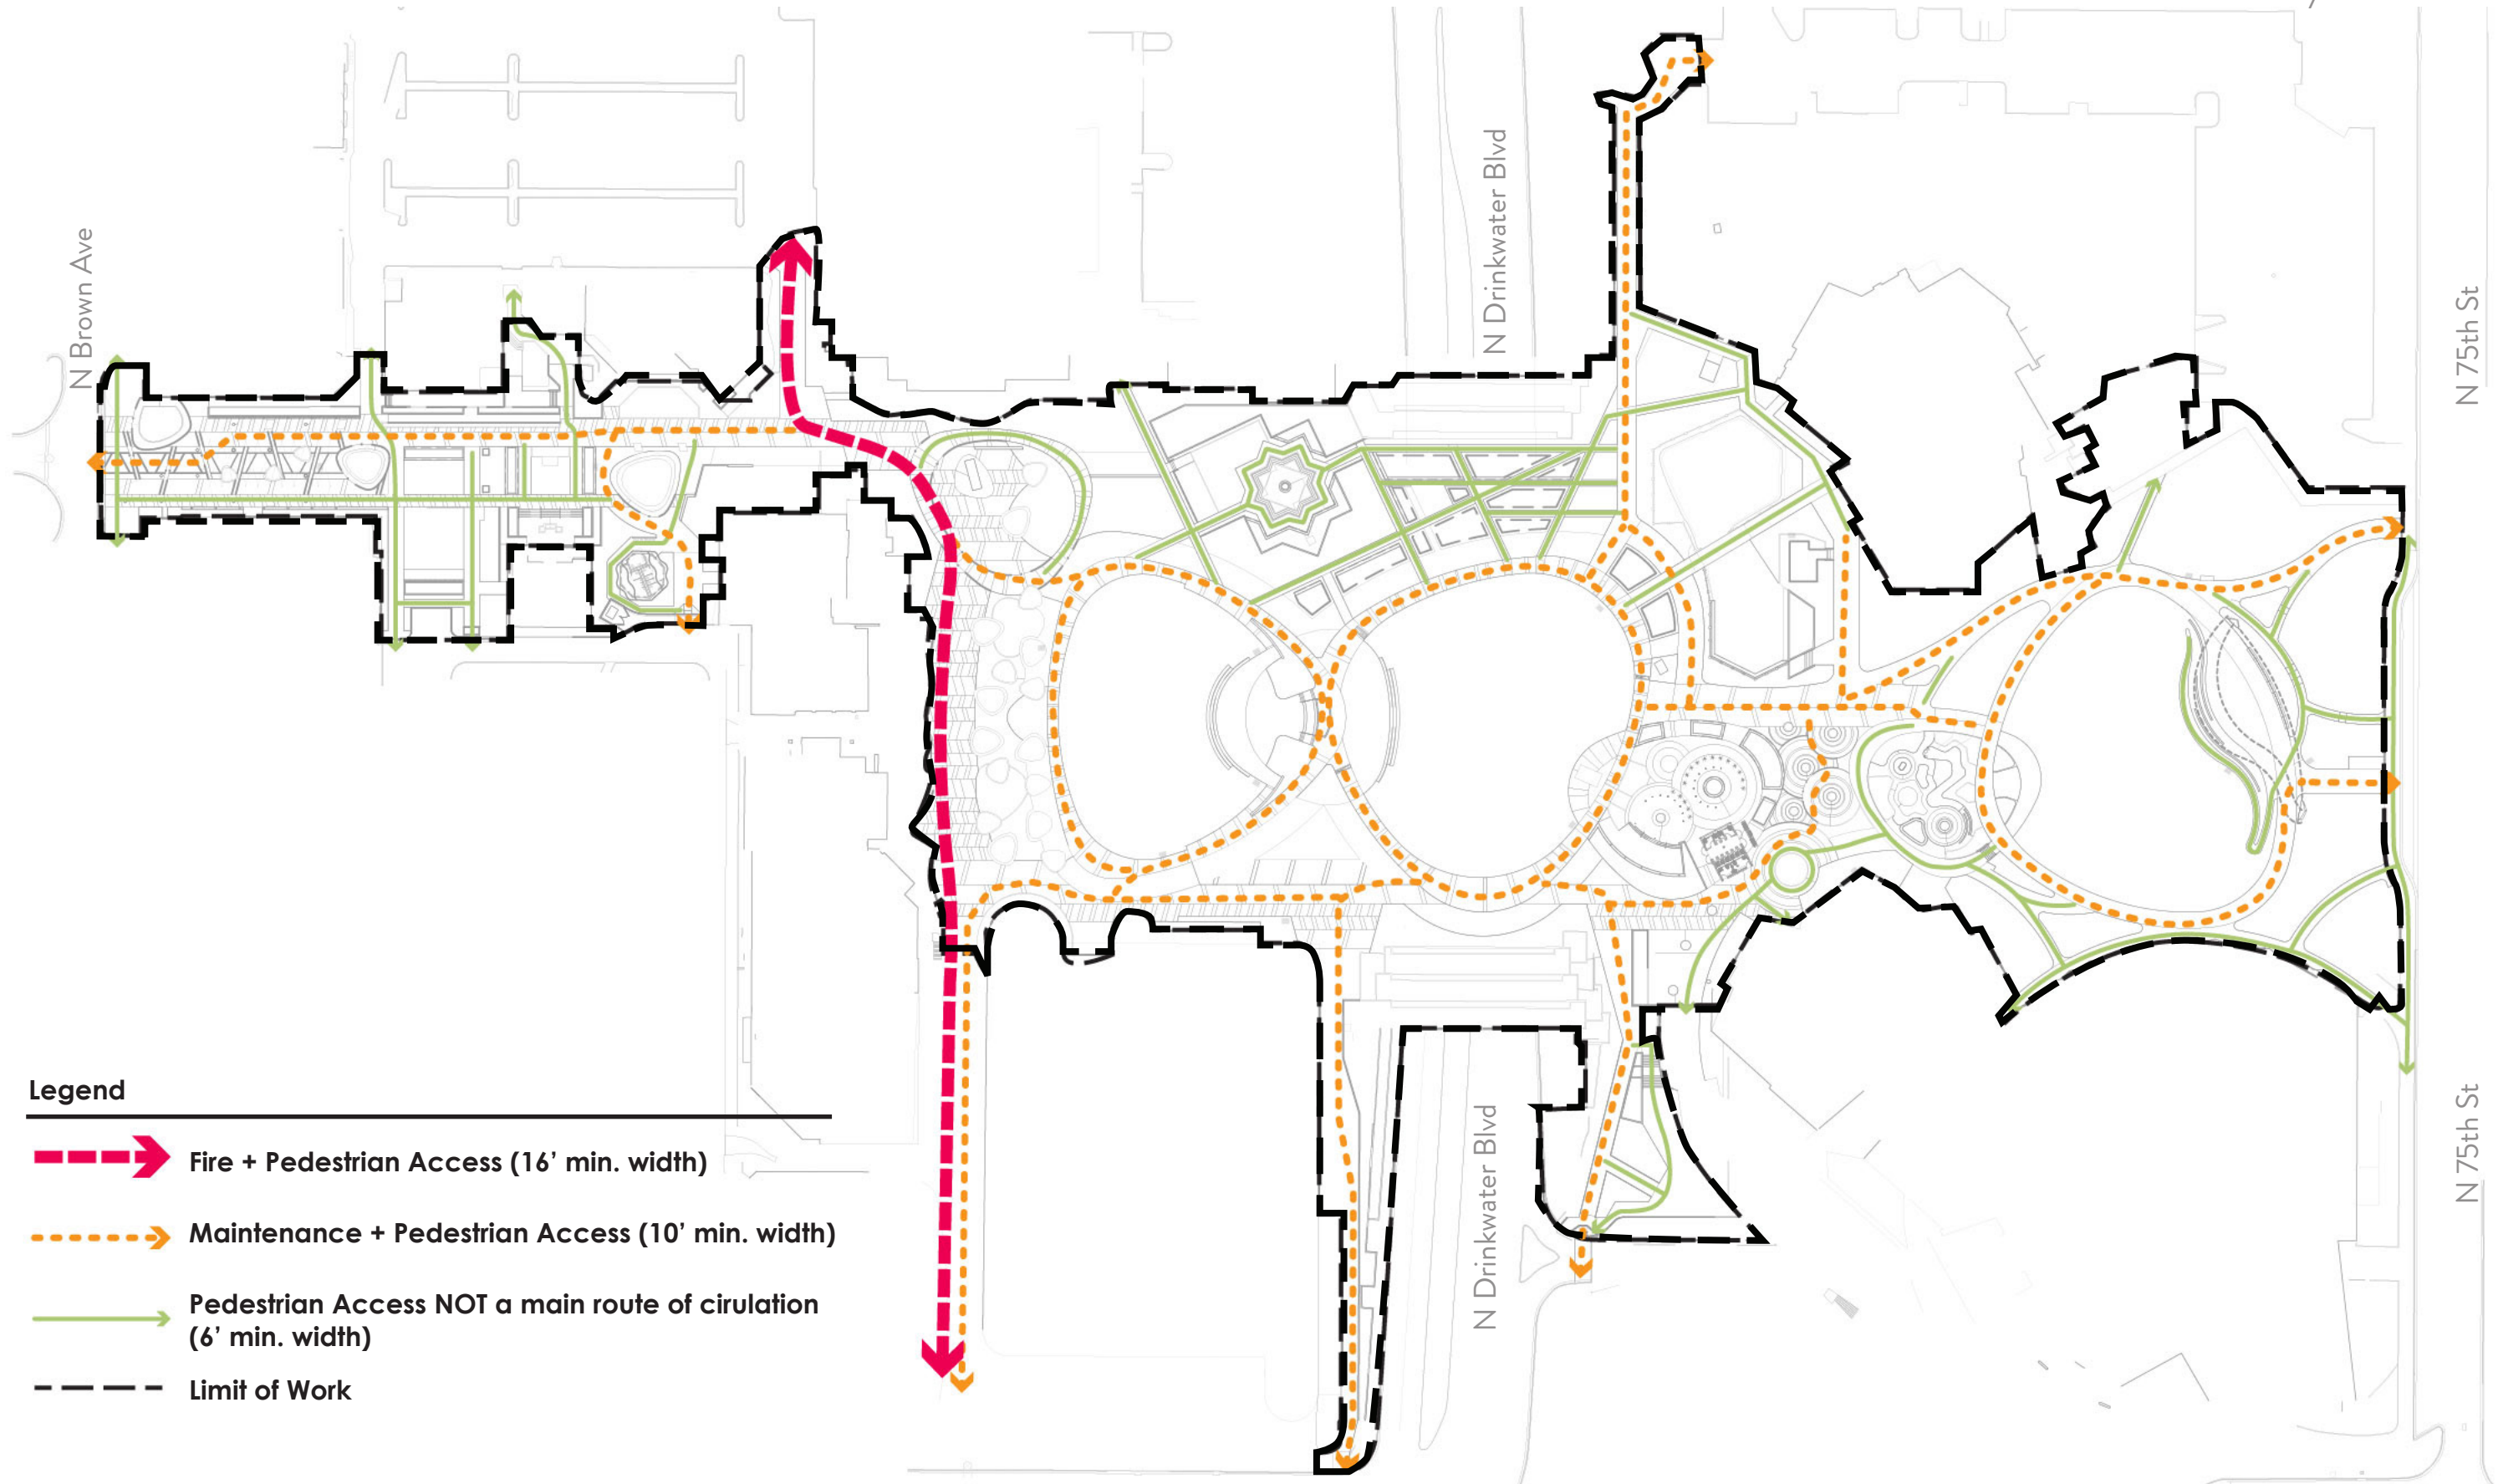 N Brown Ave
N Drinkwater Blvd
N 75th St
Legend
Fire + Pedestrian Access (16’ min. width)
Maintenance + Pedestrian Access (10’ min. width)
Pedestrian Access NOT a main route of cirulation
(6’ min. width)
Limit of Work
N Drinkwater Blvd
N 75th St